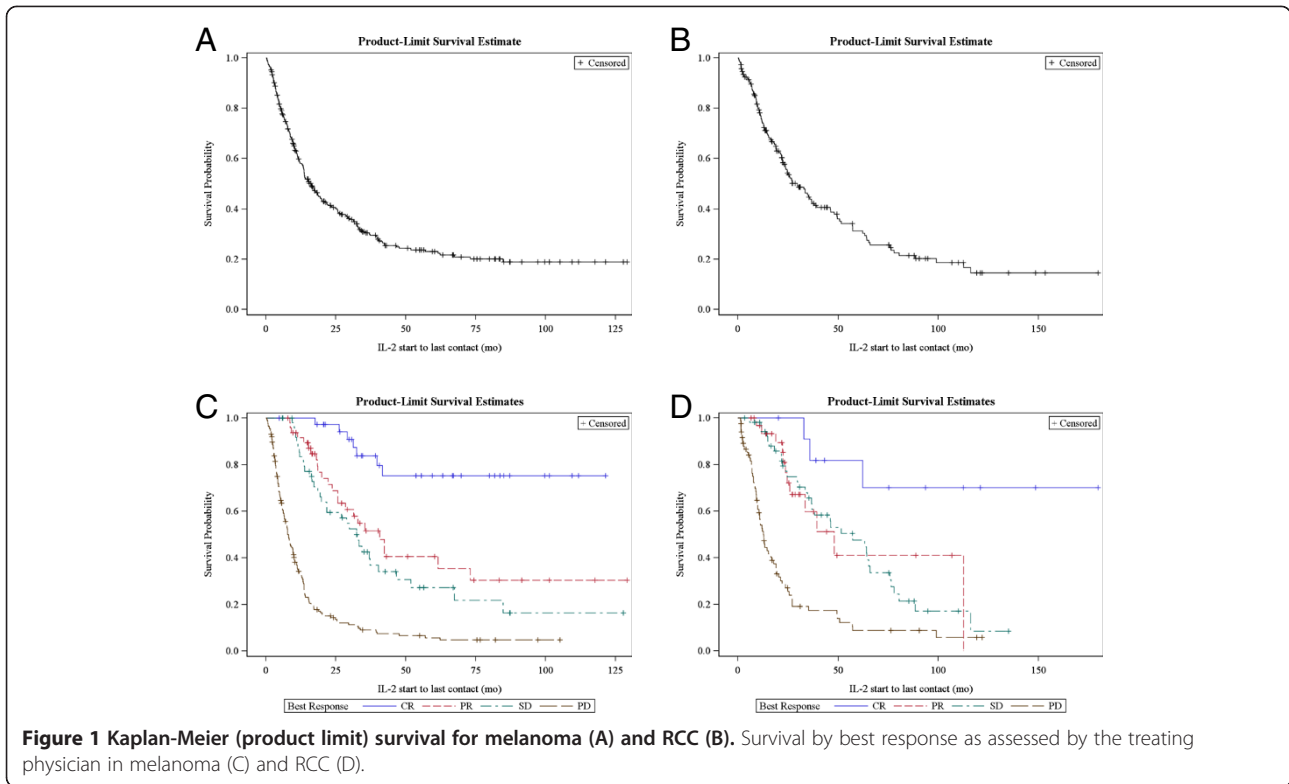 A
Product-Limit Survival Estimate
+ Censored
1.0
0.8
0.6
0.4
0.2
0.0
Survival Probability
0 25 50 75 100 125
IL-2 start to last contact (mo)
B
Product-Limit Survival Estimate
+ Censored
1.0
0.8
0.6
0.4
0.2
0.0
Survival Probability
0 50 100 150
IL-2 start to last contact (mo)
C
Product-Limit Survival Estimates
+ Censored
1.0
0.8
0.6
0.4
0.2
0.0
Survival Probability
0 25 50 75 100 125
IL-2 start to last contact (mo)
Best Response CR PR SD PD
D
Product-Limit Survival Estimates
+ Censored
1.0
0.8
0.6
0.4
0.2
0.0
Survival Probability
0 50 100 150
IL-2 start to last contact (mo)
Best Response CR PR SD PD
Figure 1 Kaplan-Meier (product limit) survival for melanoma (A) and RCC (B). Survival by best response as assessed by the treating
physician in melanoma (C) and RCC (D).